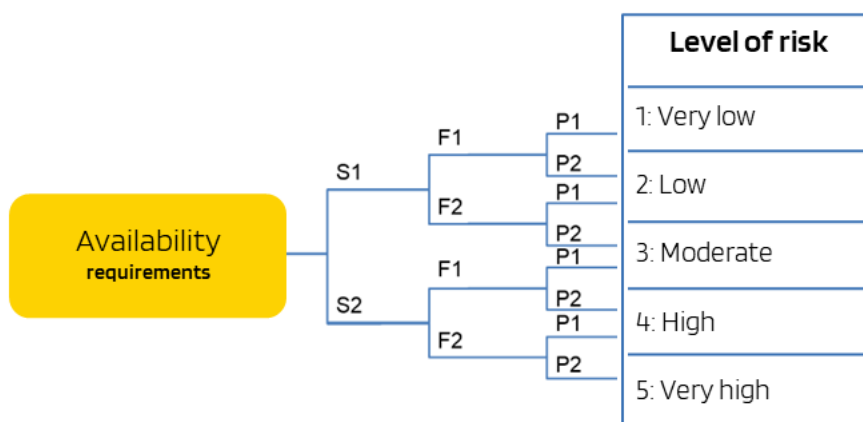 Level of risk
P1
1: Very low
F1
P2
S1
P1
2: Low
F2
P2
Availability
requirements
P1
3: Moderate
F1
P2
S2
P1
4: High
F2
P2
5: Very high